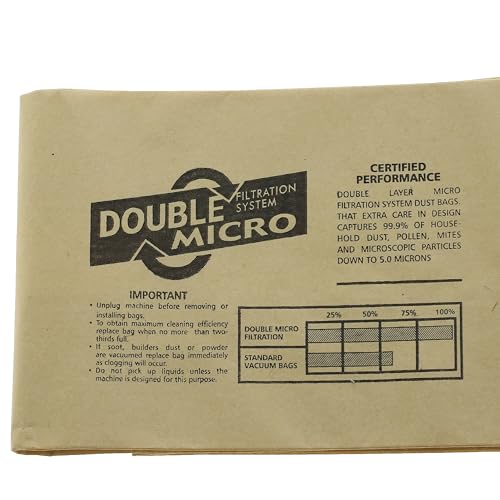 DOUBLE
FILTRATION
SYSTEM
MICRO
CERTIFIED
PERFORMANCE
DOUBLE LAYER MICRO
FILTRATION SYSTEM DUST BAGS.
THAT EXTRA CARE IN DESIGN
CAPTURES 99.9% OF HOUSE-
HOLD DUST, POLLEN, MITES
AND MICROSCOPIC PARTICLES
DOWN TO 5.0 MICRONS
IMPORTANT
• Unplug machine before removing or
installing bags.
• To obtain maximum cleaning efficiency
replace bag when no more than two-
thirds full.
• If soot, builders dust or powder
are vacuumed replace bag immediately
as clogging will occur.
• Do not pick up liquids unless the
machine is designed for this purpose.
25% 50% 75% 100%
DOUBLE MICRO
FILTRATION
STANDARD
VACUUM BAGS